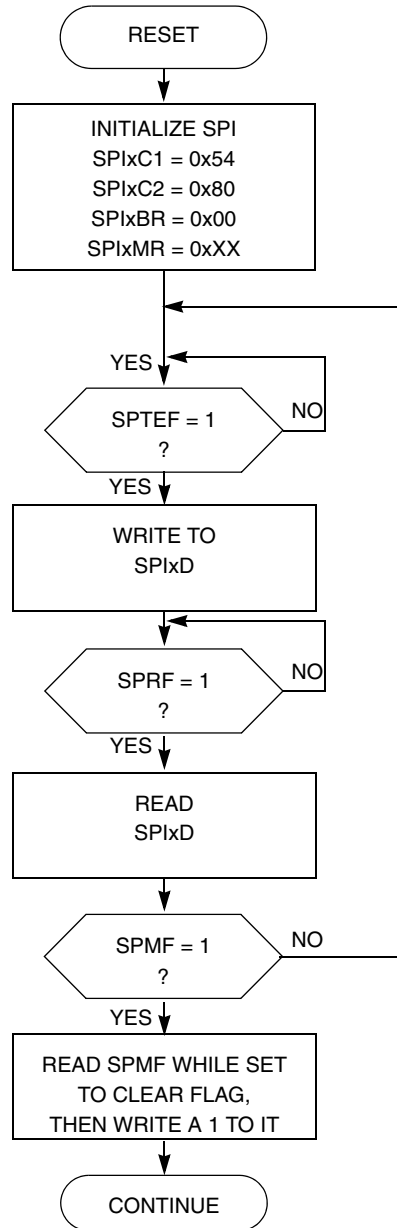 RESET
INITIALIZE SPI
SPIxC1 = 0x54
SPIxC2 = 0x80
SPIxBR = 0x00
SPIxMR = 0xXX
YES
SPTEF = 1
?
NO
YES
WRITE TO
SPIxD
SPRF = 1
?
NO
YES
READ
SPIxD
SPMF = 1
?
NO
YES
READ SPMF WHILE SET
TO CLEAR FLAG,
THEN WRITE A 1 TO IT
CONTINUE